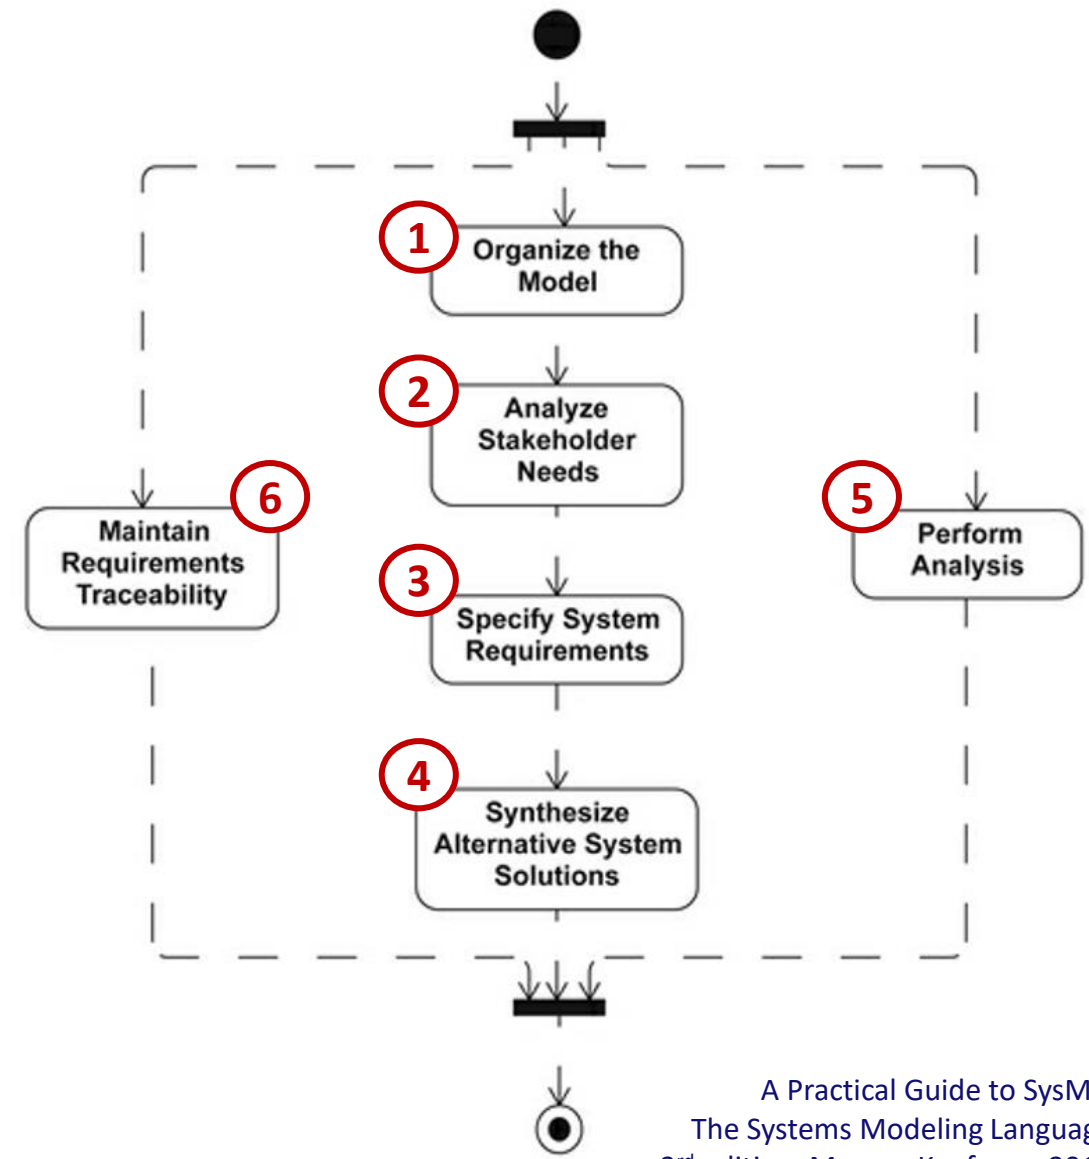 1
Organize the
Model
2
Analyze
Stakeholder
Needs
6
Maintain
Requirements
Traceability
5
Perform
Analysis
3
Specify System
Requirements
4
Synthesize
Alternative System
Solutions
A Practical Guide to SysM
The Systems Modeling Languag